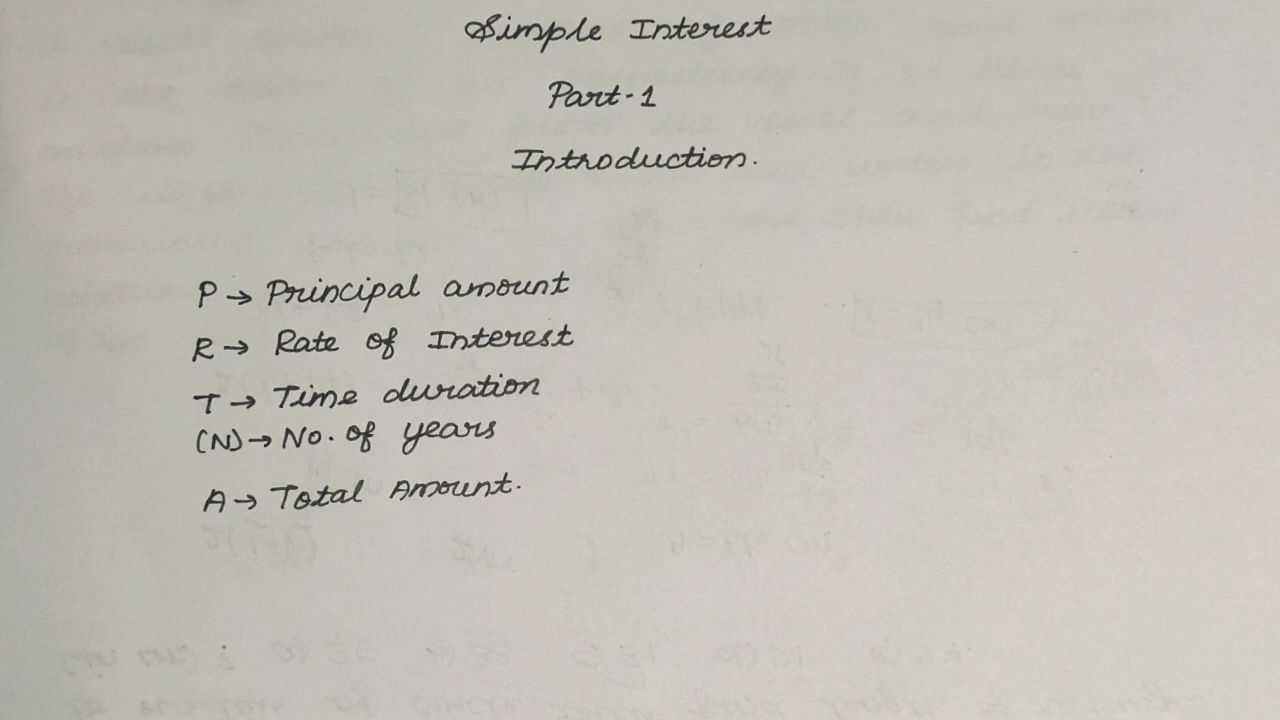 Simple Interest
Part-1
Introduction.
P → Principal amount
R → Rate of Interest
T → Time duration
(N) → No. of years
A → Total Amount.